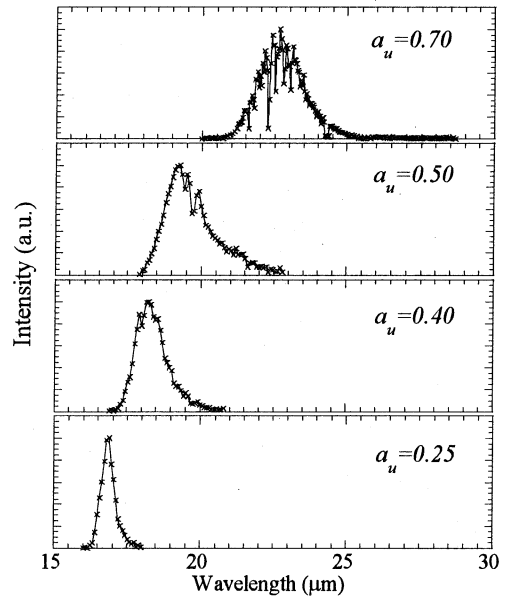 a_u=0.70
a_u=0.50
a_u=0.40
a_u=0.25
Intensity (a.u.)
15 20 25 30
Wavelength (μm)